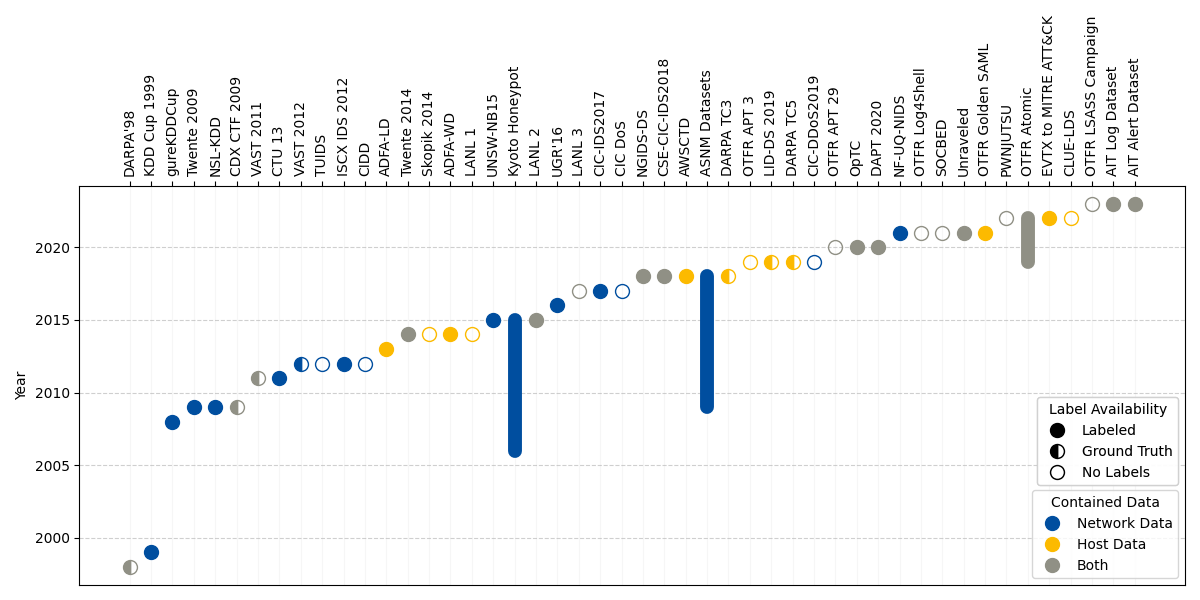 DARPA'98
KDD Cup 1999
gureKDDCup
Twente 2009
NSL-KDD
CDX CTF 2009
VAST 2011
CTU 13
VAST 2012
TUIDS
ISCX IDS 2012
CIDD
ADFA-LD
Twente 2014
Skopik 2014
ADFA-WD
LANL 1
UNSW-NB15
Kyoto Honeypot
LANL 2
UGR'16
LANL 3
CIC-IDS2017
CIC DoS
NGIDS-DS
CSE-CIC-IDS2018
AWSCTD
ASNM Datasets
DARPA TC3
OTFR APT 3
LID-DS 2019
DARPA TC5
CIC-DDoS2019
OTFR APT 29
OpTC
DAPT 2020
NF-UQ-NIDS
OTFR Log4Shell
SOCBED
Unraveled
OTFR Golden SAML
PWNJUTSU
OTFR Atomic
EVTX to MITRE ATT&CK
CLUE-LDS
OTFR LSASS Campaign
AIT Log Dataset
AIT Alert Dataset
Year
2020
2015
2010
2005
2000
Label Availability
Labeled
Ground Truth
No Labels
Contained Data
Network Data
Host Data
Both